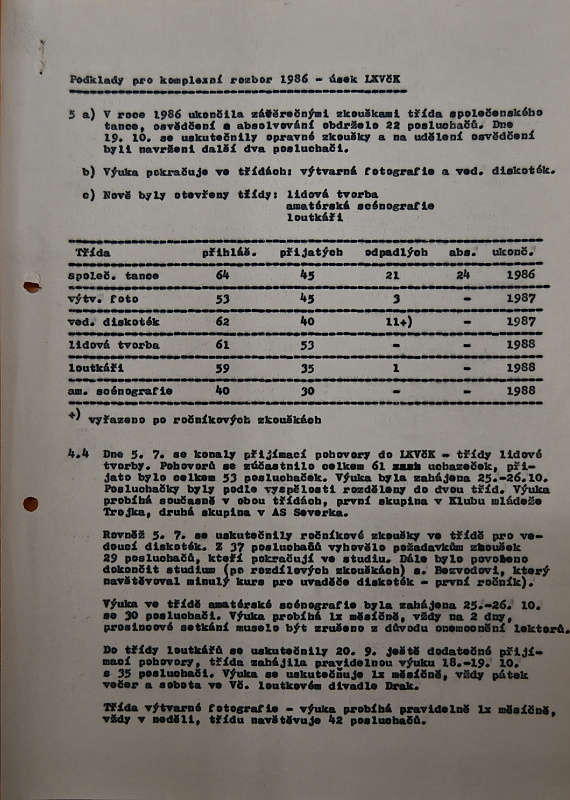 Podklady pro komplexní rozbor 1986 - úsek LKVČK
5 a) V roce 1986 ukončila závěrečnými zkouškami třída společenského
tance, osvědčení a absolvování obdrželo 22 posluchačů. Dne
19. 10. se uskutečnily opravné zkoušky a na udělení osvědčení
byli navrženi další dva posluchači.
b) Výuka pokračuje ve třídách: výtvarná fotografie a ved. diskoték.
c) Nově byly otevřeny třídy: lidová tvorba
amatérská scénografie
loutkáři
Třída přihláš. přijatých odpadlých abs. ukonč.
společ. tance 64 45 21 24 1986
výtv. foto 53 45 3 - 1987
ved. diskoték 62 40 11+) - 1987
lidová tvorba 61 53 - - 1988
loutkáři 59 35 1 - 1988
am. scénografie 40 30 - - 1988
+) vyřazeno po ročníkových zkouškách
4.4 Dne 5. 7. se konaly přijímací pohovory do LKVČK - třídy lidové
tvorby. Pohovorů se zúčastnilo celkem 61 uchazeček, při-
jato bylo celkem 53 posluchaček. Výuka byla zahájena 25.-26.10.
Posluchačky byly podle vyspělosti rozděleny do dvou tříd. Výuka
probíhá současně v obou třídách, první skupina v Klubu mládeže
Trojka, druhá skupina v AS Severka.
Rovněž 5. 7. se uskutečnily ročníkové zkoušky ve třídě pro ve-
doucí diskoték. Z 37 posluchačů vyhovělo požadavkům zkoušek
29 posluchačů, kteří pokračují ve studiu. Dále bylo povoleno
dokončit studium (po rozdílových zkouškách) s. Bezvodovi, který
navštěvoval minulý kurs pro uvaděče diskoték - první ročník).
Výuka ve třídě amatérské scénografie byla zahájena 25.-26. 10.
se 30 posluchači. Výuka probíhá 1x měsíčně, vždy na 2 dny,
prosincové setkání muselo být zrušeno z důvodu onemocnění lektorů.
Do třídy loutkářů se uskutečnily 20. 9. ještě dodatečné přijí-
mací pohovory, třída zahájila pravidelnou výuku 18.-19. 10.
s 35 posluchači. Výuka se uskutečňuje 1x měsíčně, vždy pátek
večer a sobota ve Vč. loutkovém divadle Drak.
Třída výtvarné fotografie - výuka probíhá pravidelně 1x měsíčně,
vždy v neděli, třídu navštěvuje 42 posluchačů.